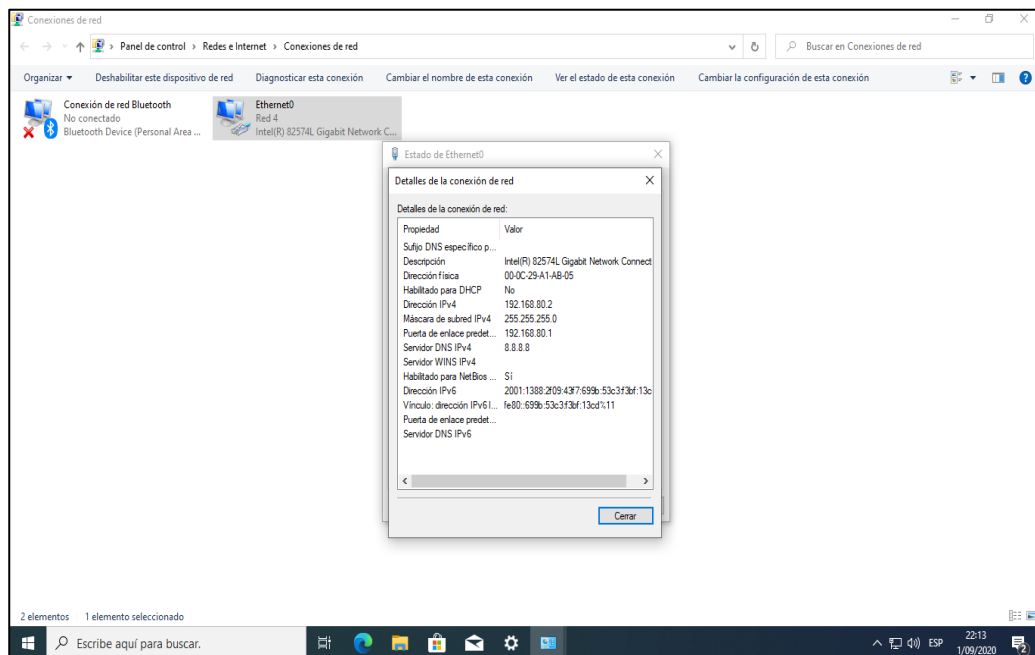 Conexiones de red
Panel de control › Redes e Internet › Conexiones de red
Buscar en Conexiones de red
Organizar Deshabilitar este dispositivo de red Diagnosticar esta conexión Cambiar el nombre de esta conexión Ver el estado de esta conexión Cambiar la configuración de esta conexión
Conexión de red Bluetooth
No conectado
Bluetooth Device (Personal Area ...
Ethernet0
Red 4
Intel(R) 82574L Gigabit Network C...
Estado de Ethernet0
Detalles de la conexión de red
Detalles de la conexión de red:
Propiedad Valor
Sufijo DNS específico p...
Descripción Intel(R) 82574L Gigabit Network Connect
Dirección física 00-0C-29-A1-AB-05
Habilitado para DHCP No
Dirección IPv4 192.168.80.2
Máscara de subred IPv4 255.255.255.0
Puerta de enlace predet... 192.168.80.1
Servidor DNS IPv4 8.8.8.8
Servidor WINS IPv4
Habilitado para NetBios ... Sí
Dirección IPv6 2001:1388:2f09:43f7:699b:53c3:f3bf:13c
Vínculo: dirección IPv6 l... fe80::699b:53c3:f3bf:13cd%11
Puerta de enlace predet...
Servidor DNS IPv6
Cerrar
2 elementos 1 elemento seleccionado
Escribe aquí para buscar.
ESP
22:13
1/09/2020
2